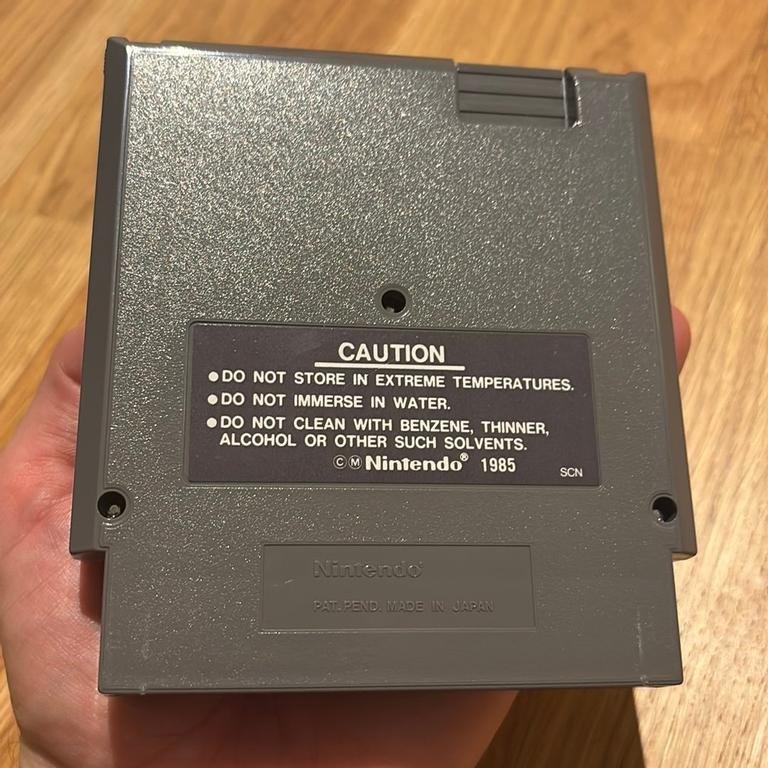 CAUTION
●DO NOT STORE IN EXTREME TEMPERATURES.
●DO NOT IMMERSE IN WATER.
●DO NOT CLEAN WITH BENZENE, THINNER,
ALCOHOL OR OTHER SUCH SOLVENTS.
ⒸⓂNintendo® 1985 SCN
Nintendo®
PAT. PEND. MADE IN JAPAN